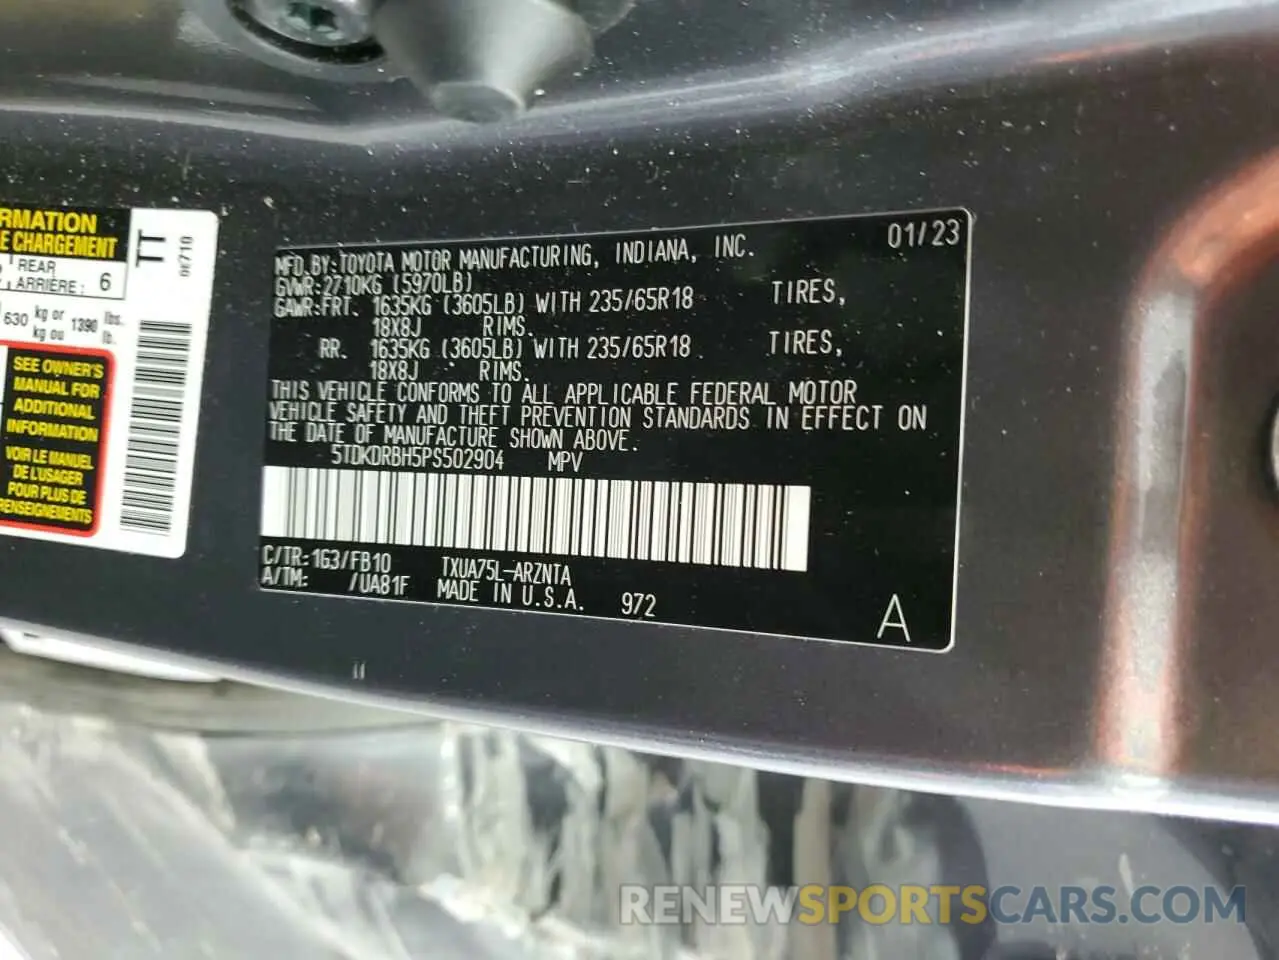 RMATION
E CHARGEMENT
REAR
ARRIÈRE: 6
630 kg or 1390 lbs.
kg ou lb.
SEE OWNER'S
MANUAL FOR
ADDITIONAL
INFORMATION
VOIR LE MANUEL
DE L'USAGER
POUR PLUS DE
RENSEIGNEMENTS
TT
0E710
01/23
MFD.BY:TOYOTA MOTOR MANUFACTURING, INDIANA, INC.
GVWR:2710KG (5970LB)
GAWR:FRT. 1635KG (3605LB) WITH 235/65R18 TIRES,
18X8J RIMS.
RR. 1635KG (3605LB) WITH 235/65R18 TIRES,
18X8J RIMS.
THIS VEHICLE CONFORMS TO ALL APPLICABLE FEDERAL MOTOR
VEHICLE SAFETY AND THEFT PREVENTION STANDARDS IN EFFECT ON
THE DATE OF MANUFACTURE SHOWN ABOVE.
5TDKDRBH5PS502904 MPV
C/TR:1G3/FB10 TXUA75L-ARZNTA
A/TM: /UA81F MADE IN U.S.A. 972
A
RENEWSPORTSCARS.COM